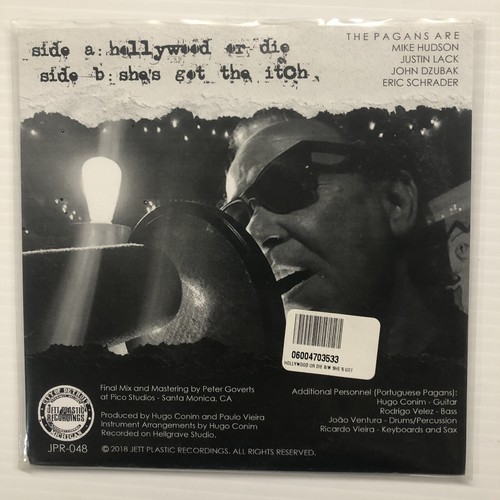 side a: hollywood or die
side b: she's got the itch
THE PAGANS ARE
MIKE HUDSON
JUSTIN LACK
JOHN DZUBAK
ERIC SCHRADER
06004703533
HOLLYWOOD OR DIE B/W SHE'S GOT
Final Mix and Mastering by Peter Goverts
at Pico Studios - Santa Monica, CA
Produced by Hugo Conim and Paulo Vieira
Instrument Arrangements by Hugo Conim
Recorded on Hellgrave Studio.
© 2018 JETT PLASTIC RECORDINGS. ALL RIGHTS RESERVED.
Additional Personnel (Portuguese Pagans):
Hugo Conim - Guitar
Rodrigo Velez - Bass
João Ventura - Drums/Percussion
Ricardo Vieira - Keyboards and Sax
DETROIT
JETT PLASTIC
RECORDINGS
MICHIGAN
JPR-048